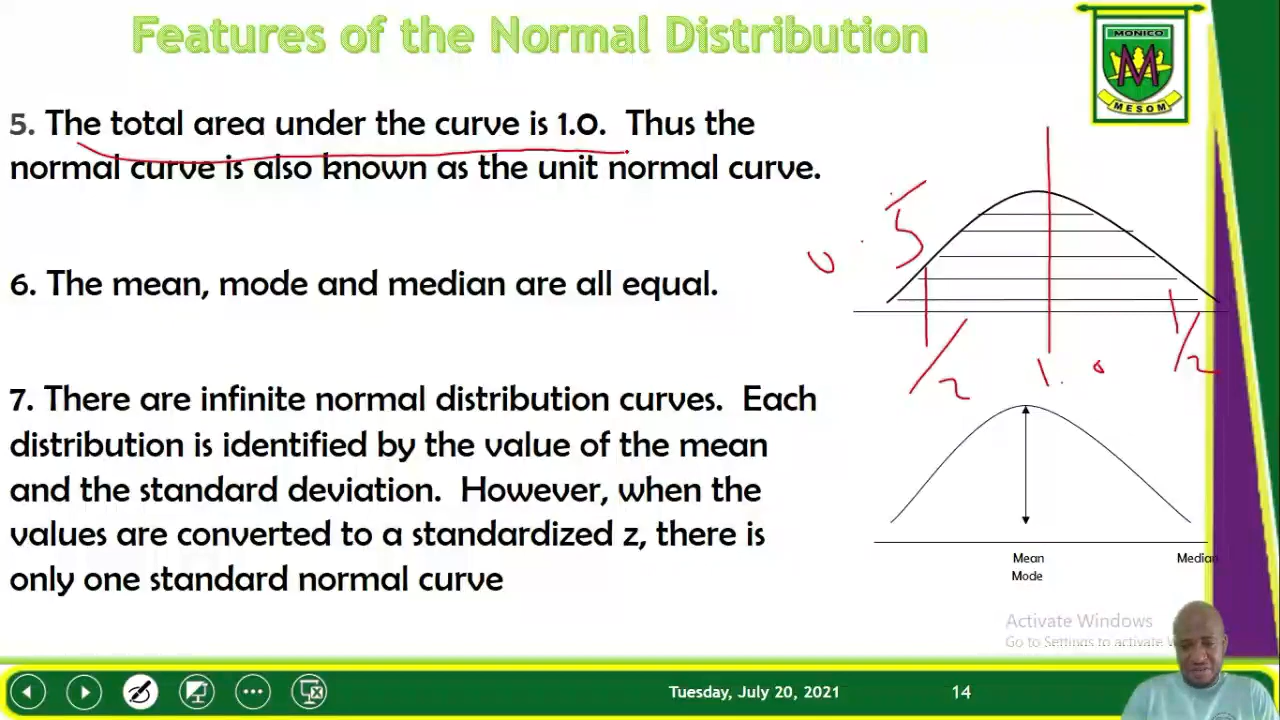 Features of the Normal Distribution
MONICO
M
MESOM
5. The total area under the curve is 1.0. Thus the
normal curve is also known as the unit normal curve.
0.5
1/2
1.0
1/2
6. The mean, mode and median are all equal.
7. There are infinite normal distribution curves. Each
distribution is identified by the value of the mean
and the standard deviation. However, when the
values are converted to a standardized z, there is
only one standard normal curve
Mean
Mode
Median
Activate Windows
Go to Settings to activate W
Tuesday, July 20, 2021
14